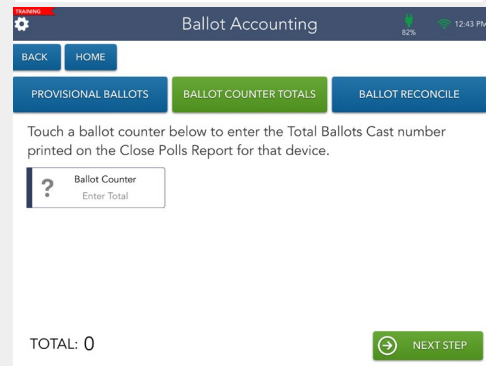 TRAINING
Ballot Accounting
82%
12:43 PM
BACK
HOME
PROVISIONAL BALLOTS
BALLOT COUNTER TOTALS
BALLOT RECONCILE
Touch a ballot counter below to enter the Total Ballots Cast number
printed on the Close Polls Report for that device.
?
Ballot Counter
Enter Total
TOTAL: 0
NEXT STEP